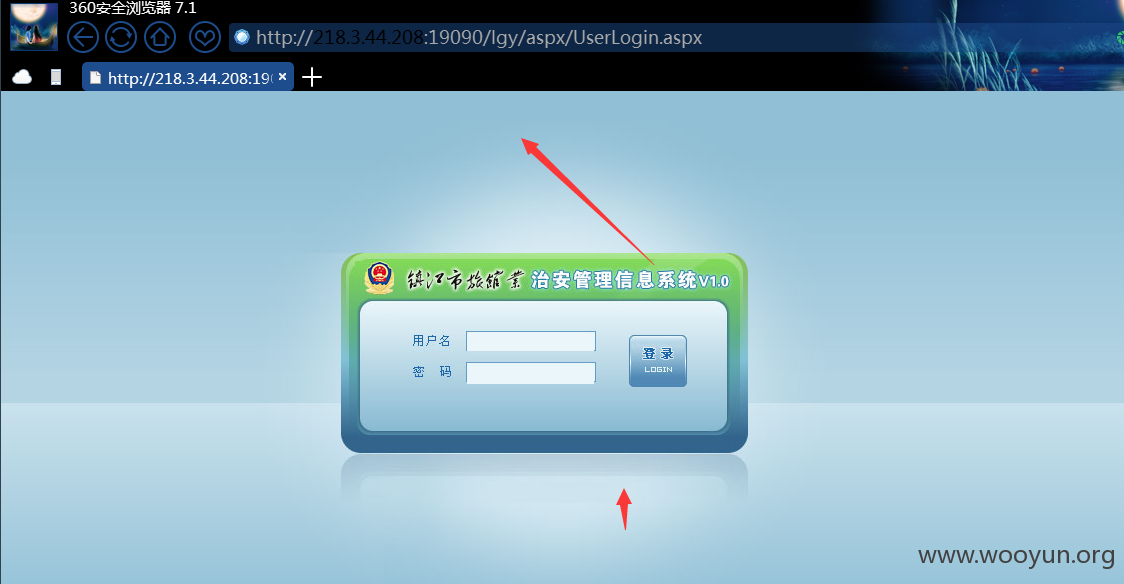 360安全浏览器 7.1
http://218.3.44.208:19090/lgy/aspx/UserLogin.aspx
http://218.3.44.208:19
镇江市旅馆业治安管理信息系统V1.0
用户名
密 码
登 录
LOGIN
www.wooyun.org